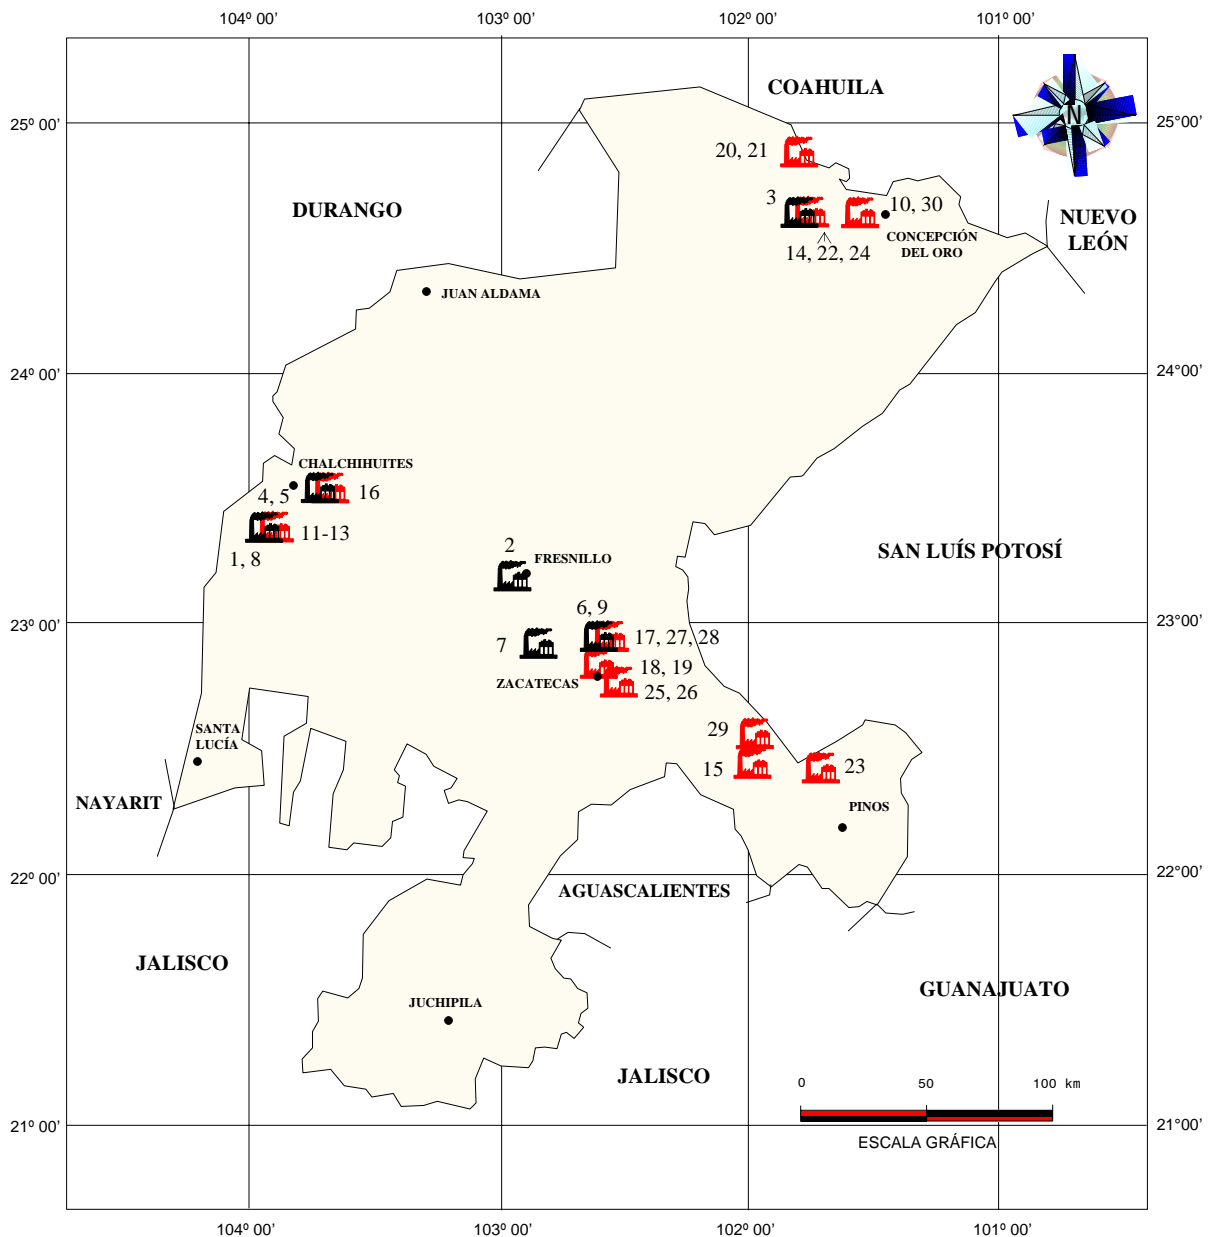 104º 00’
103º 00’
102º 00’
101º 00’
COAHUILA
N
25º 00’
25º 00’
20, 21
DURANGO
3
10, 30
NUEVO
LEÓN
CONCEPCIÓN
DEL ORO
14, 22, 24
JUAN ALDAMA
24º 00’
24º 00’
CHALCHIHUITES
4, 5
16
11-13
1, 8
2
FRESNILLO
SAN LUÍS POTOSÍ
6, 9
23º 00’
23º 00’
7
17, 27, 28
18, 19
ZACATECAS
25, 26
29
SANTA
LUCÍA
15
23
NAYARIT
PINOS
22º 00’
22º 00’
AGUASCALIENTES
JALISCO
GUANAJUATO
JUCHIPILA
JALISCO
0
50
100 km
21º 00’
21º 00’
ESCALA GRÁFICA
104º 00’
103º 00’
102º 00’
101º 00’